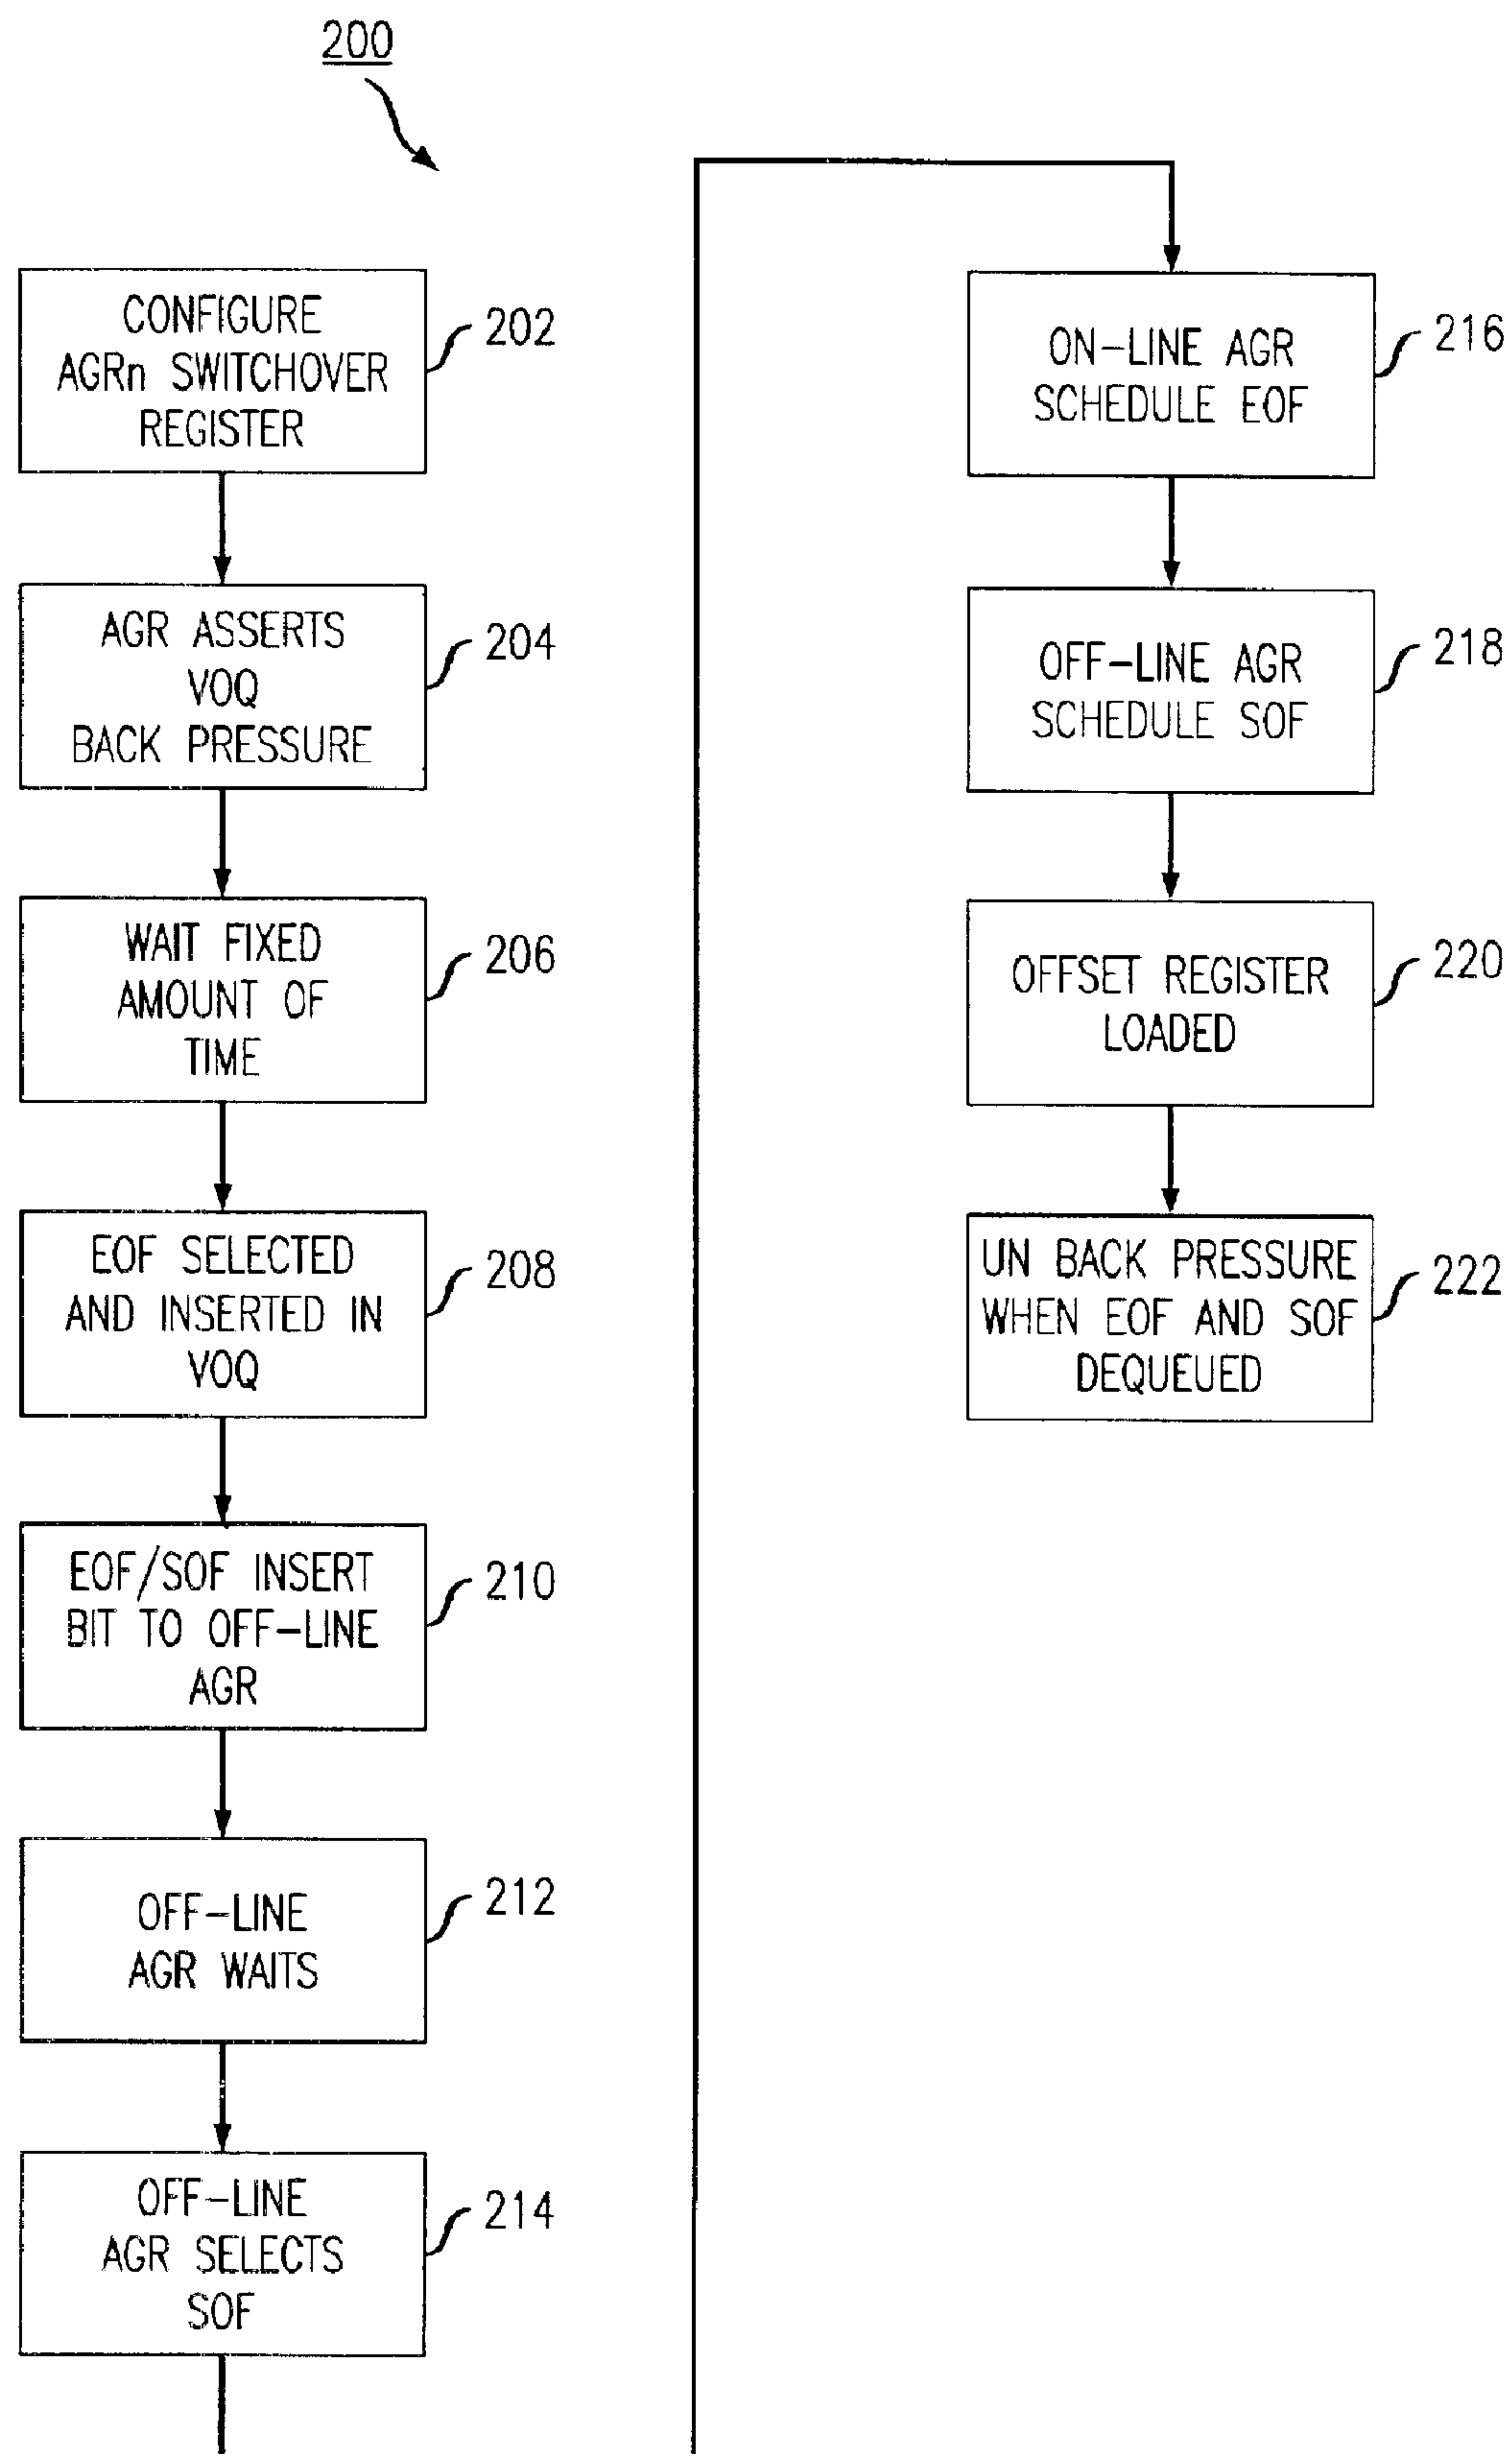 200
CONFIGURE
AGRn SWITCHOVER
REGISTER
202
AGR ASSERTS
VOQ
BACK PRESSURE
204
WAIT FIXED
AMOUNT OF
TIME
206
EOF SELECTED
AND INSERTED IN
VOQ
208
EOF/SOF INSERT
BIT TO OFF-LINE
AGR
210
OFF-LINE
AGR WAITS
212
OFF-LINE
AGR SELECTS
SOF
214
ON-LINE AGR
SCHEDULE EOF
216
OFF-LINE AGR
SCHEDULE SOF
218
OFFSET REGISTER
LOADED
220
UN BACK PRESSURE
WHEN EOF AND SOF
DEQUEUED
222